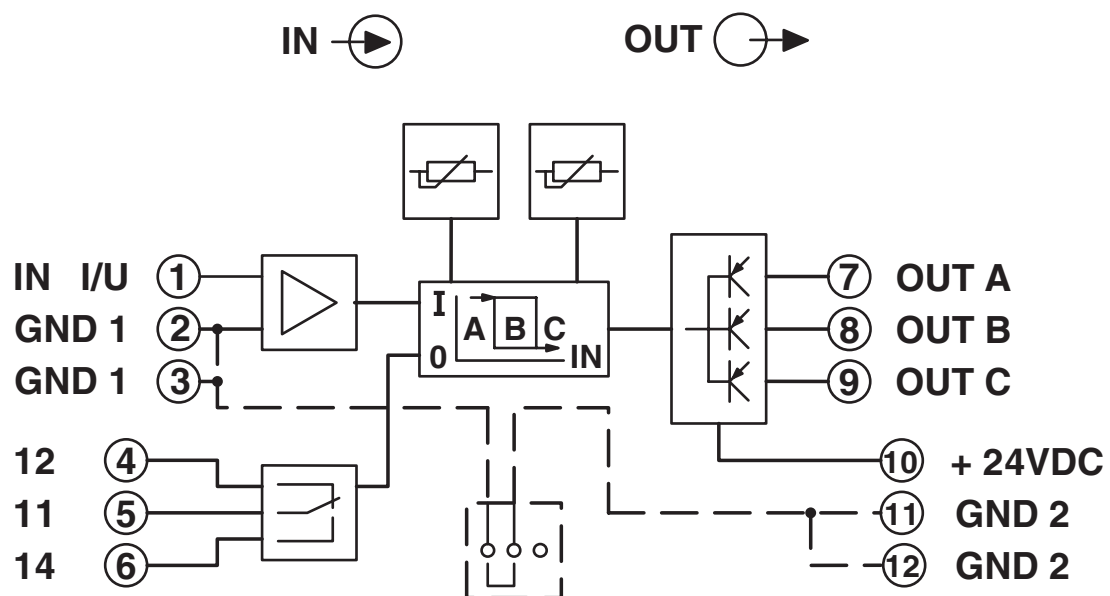 IN OUT
IN I/U 1
GND 1 2
GND 1 3
12 4
11 5
14 6
I
A B C
0 IN
7 OUT A
8 OUT B
9 OUT C
10 + 24VDC
11 GND 2
12 GND 2